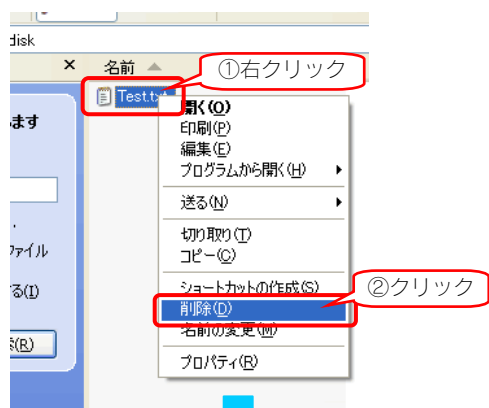 disk
× 名前
①右クリック
Test.txt
開く(O)
ます
印刷(P)
編集(E)
プログラムから開く(H)
送る(N)
切り取り(T)
ファイル
コピー(C)
る(I)
ショートカットの作成(S)
②クリック
削除(D)
名前の変更(M)
(R)
プロパティ(R)